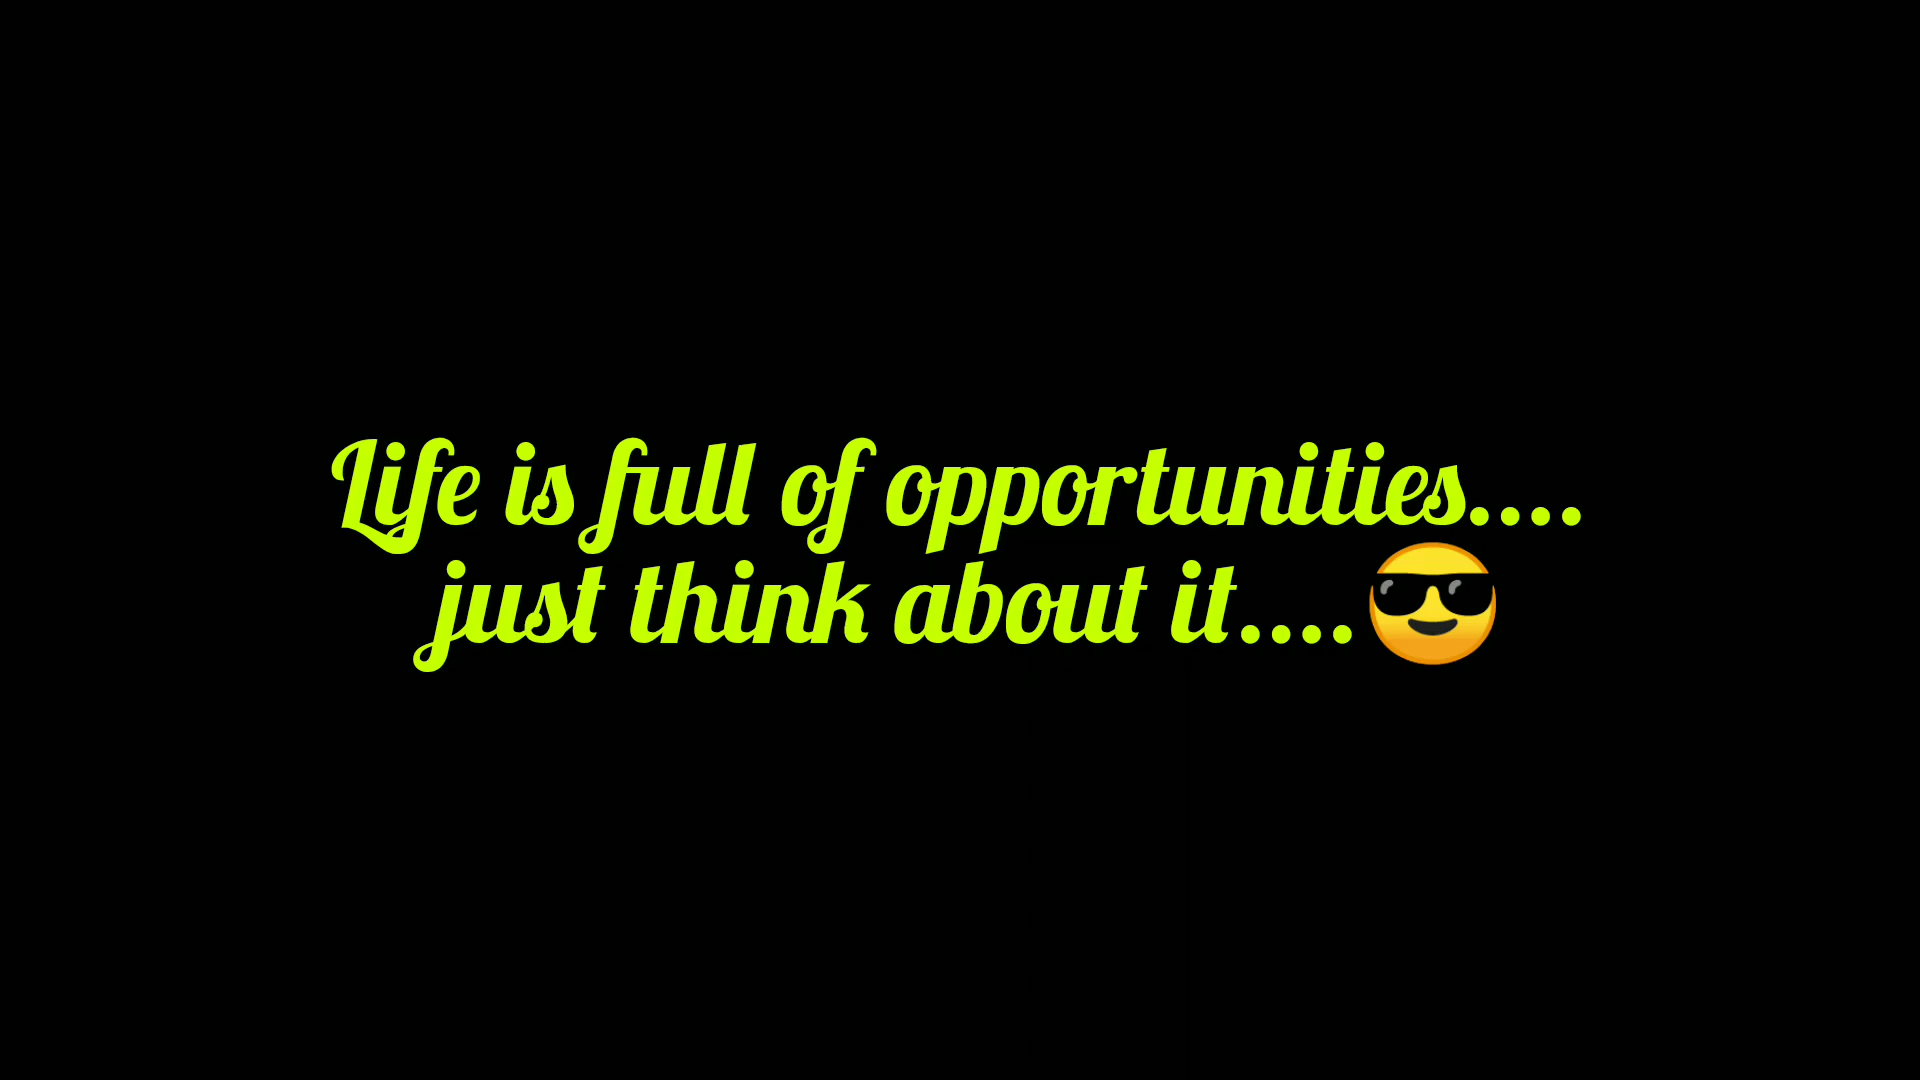 Life is full of opportunities....
just think about it....😎